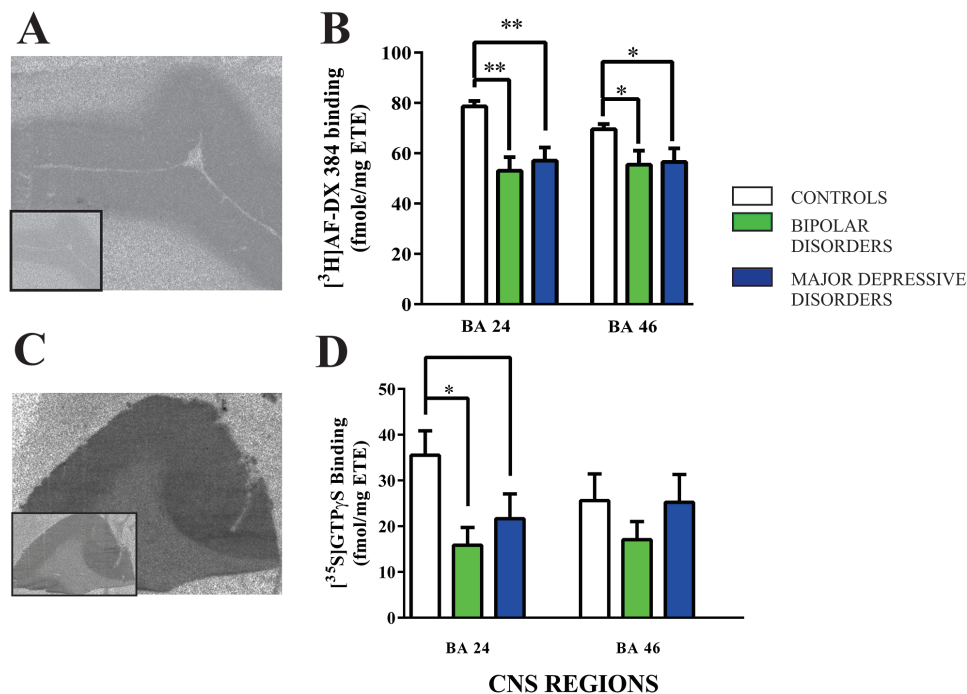 A
B
[³H]AF-DX 384 binding
(fmole/mg ETE)
100
80
60
40
20
0
**
**
*
*
BA 24
BA 46
CONTROLS
BIPOLAR
DISORDERS
MAJOR DEPRESSIVE
DISORDERS
C
D
[³⁵S]GTPγS Binding
(fmol/mg ETE)
50
40
30
20
10
0
*
BA 24
BA 46
CNS REGIONS